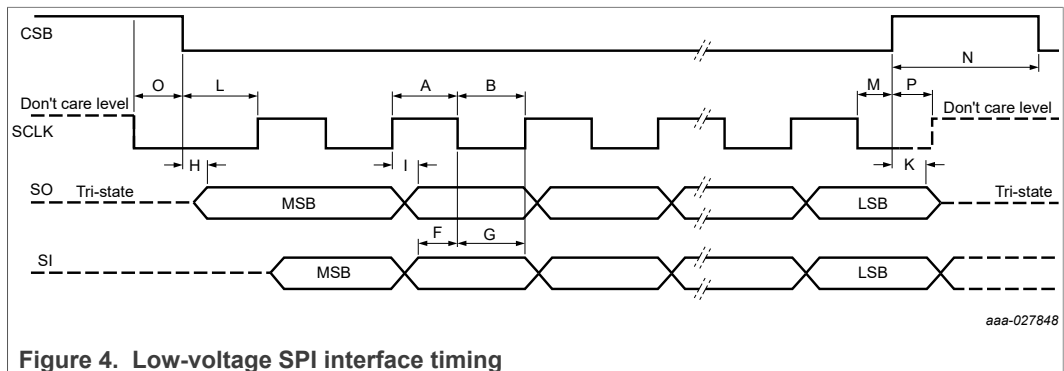 CSB
N
O L A B M P
Don't care level Don't care level
SCLK
H I K
SO Tri-state Tri-state
MSB LSB
F G
SI
MSB LSB
aaa-027848
Figure 4. Low-voltage SPI interface timing